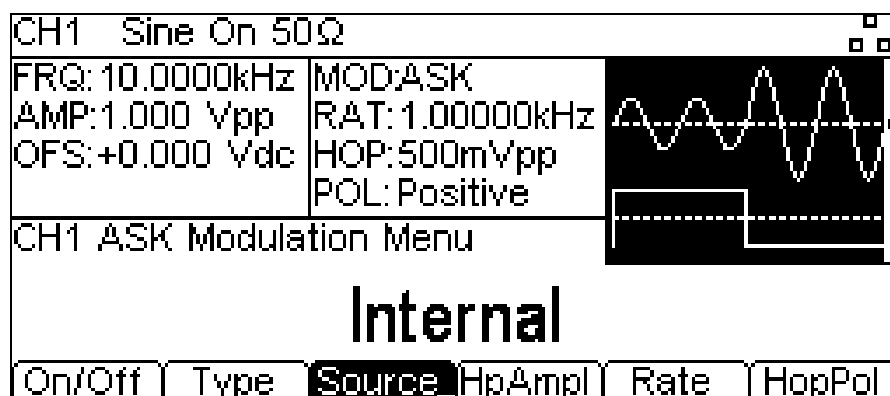 CH1 Sine On 50Ω
FRQ:10.0000kHz
AMP:1.000 Vpp
OFS:+0.000 Vdc
MOD:ASK
RAT:1.00000kHz
HOP:500mVpp
POL:Positive
CH1 ASK Modulation Menu
Internal
On/Off Type Source HpAmpl Rate HopPol